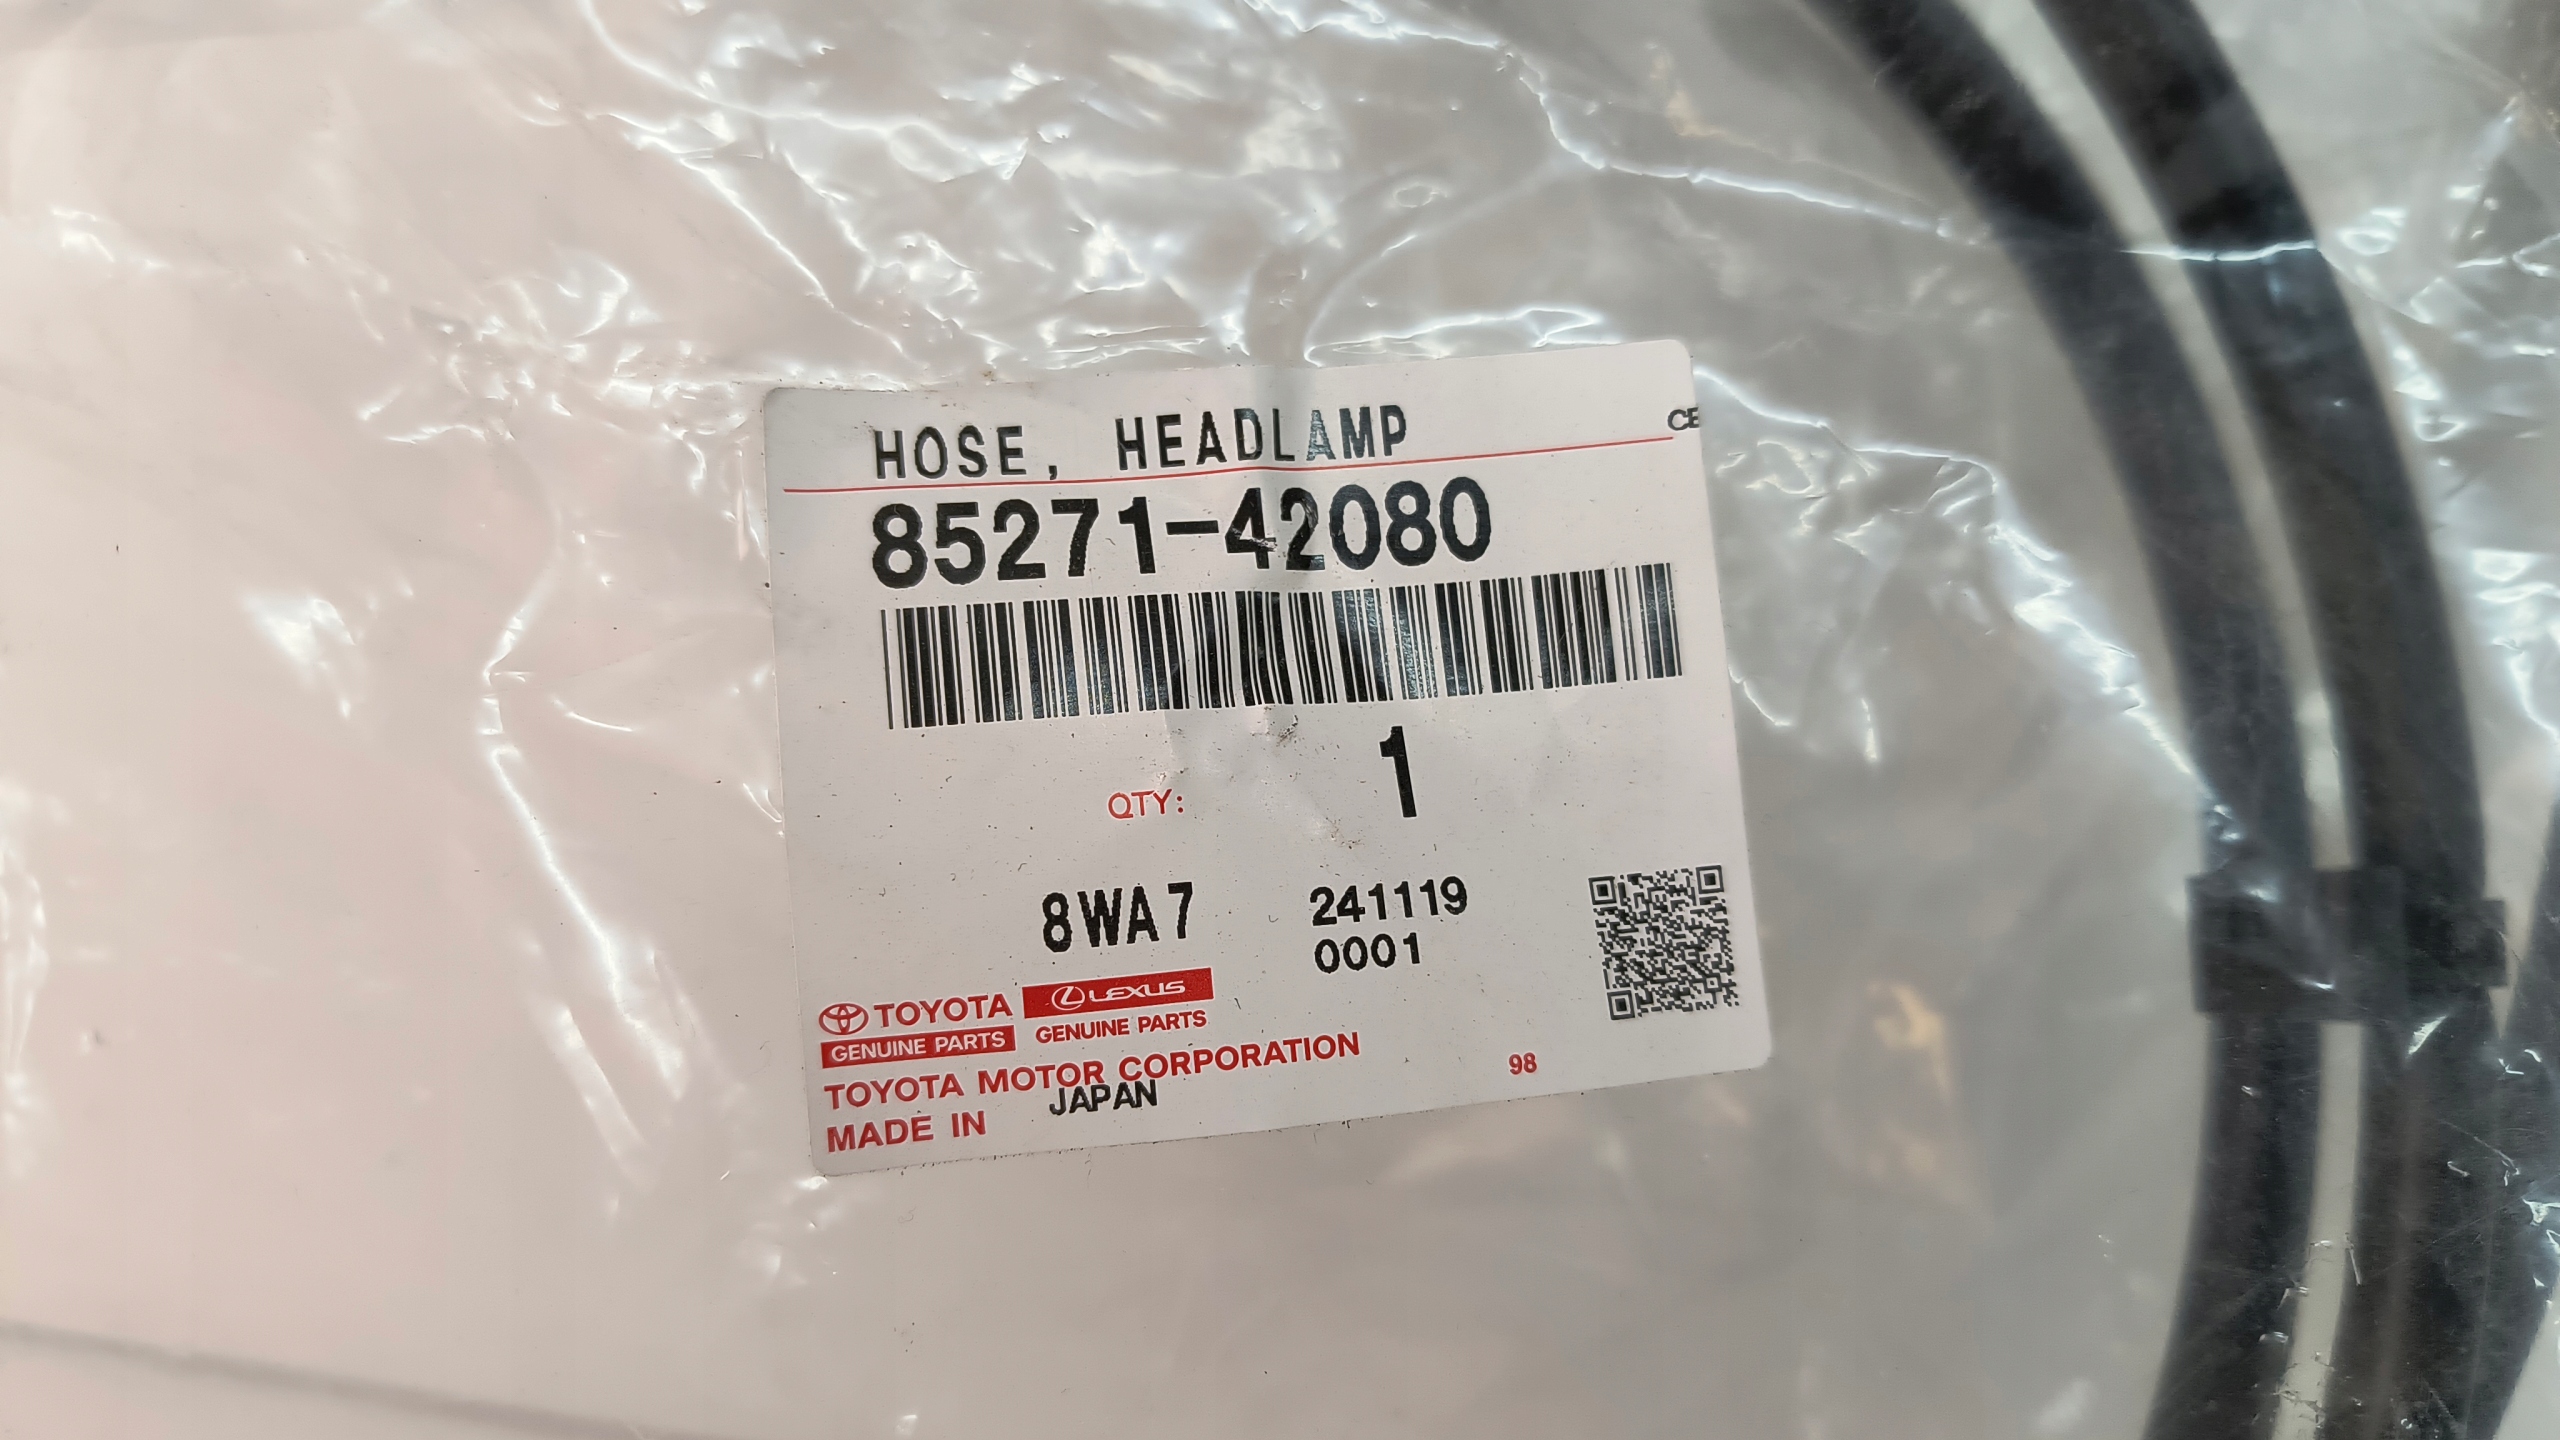 HOSE, HEADLAMP
CE
85271-42080
QTY: 1
8WA7 241119
0001
TOYOTA LEXUS
GENUINE PARTS GENUINE PARTS
TOYOTA MOTOR CORPORATION
98
MADE IN JAPAN